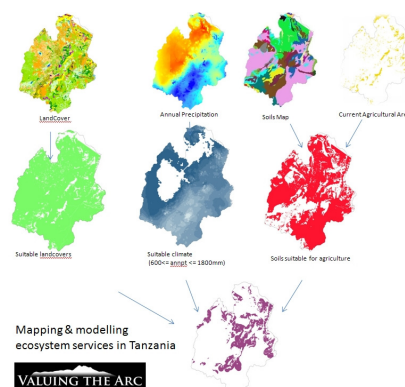 LandCover
Annual Precipitation
Soils Map
Current Agricultural Are
Suitable landcovers
Suitable climate
(600<= annpt <= 1800mm)
Soils suitable for agriculture
Mapping & modelling
ecosystem services in Tanzania
VALUING THE ARC